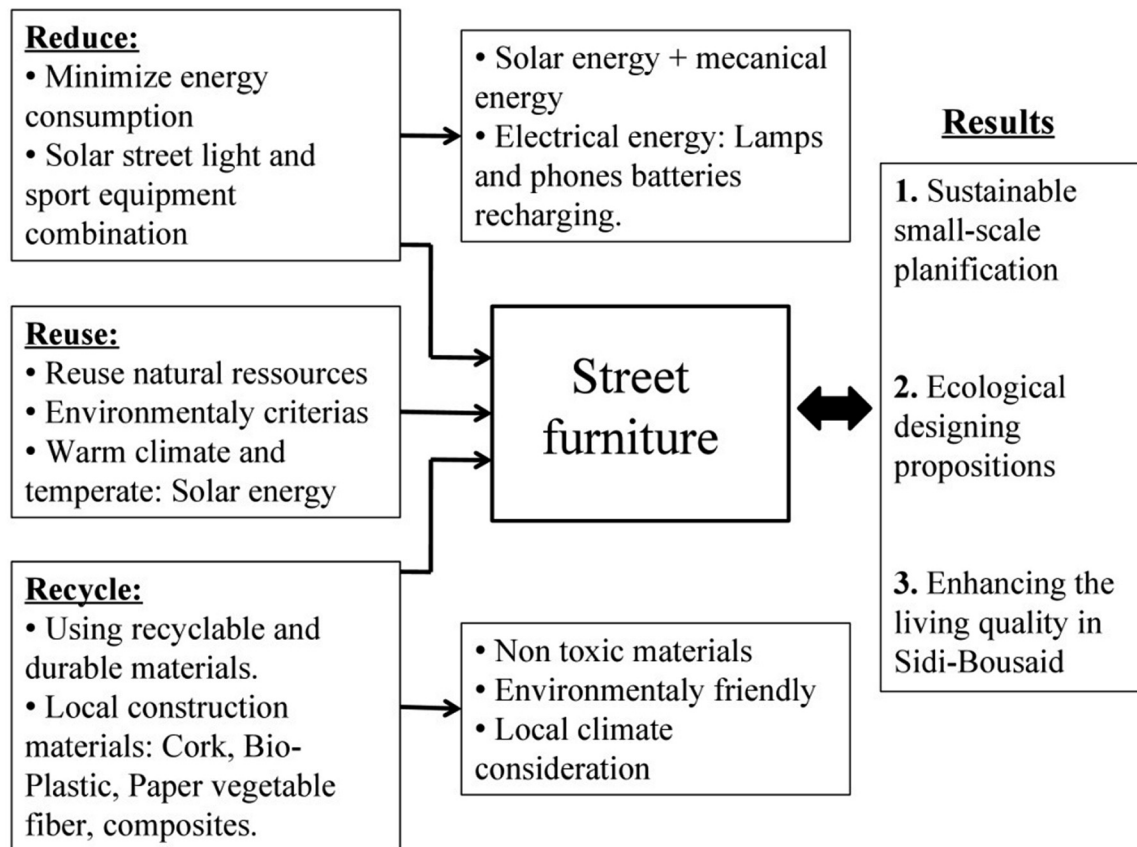 Reduce:
• Minimize energy
consumption
• Solar street light and
sport equipment
combination
• Solar energy + mecanical
energy
• Electrical energy: Lamps
and phones batteries
recharging.
Reuse:
• Reuse natural ressources
• Environmentaly criterias
• Warm climate and
temperate: Solar energy
Street
furniture
Recycle:
• Using recyclable and
durable materials.
• Local construction
materials: Cork, Bio-
Plastic, Paper vegetable
fiber, composites.
• Non toxic materials
• Environmentaly friendly
• Local climate
consideration
Results
1. Sustainable
small-scale
planification
2. Ecological
designing
propositions
3. Enhancing the
living quality in
Sidi-Bousaid